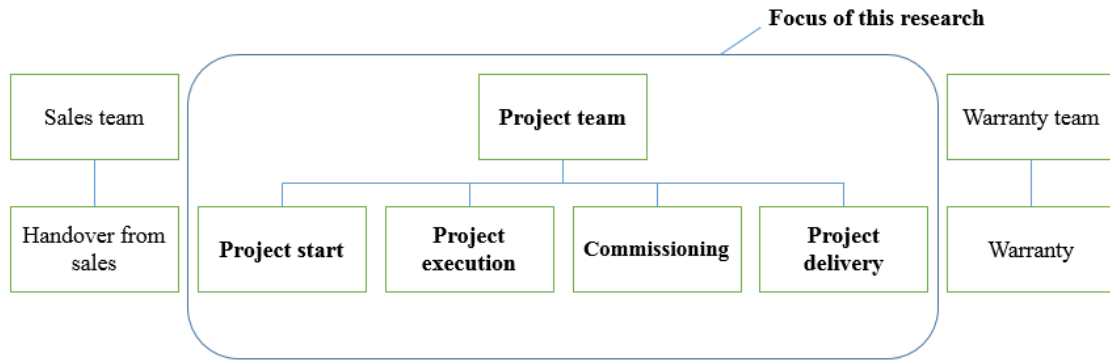 Focus of this research
Sales team
Project team
Warranty team
Handover from
sales
Project start
Project
execution
Commissioning
Project
delivery
Warranty